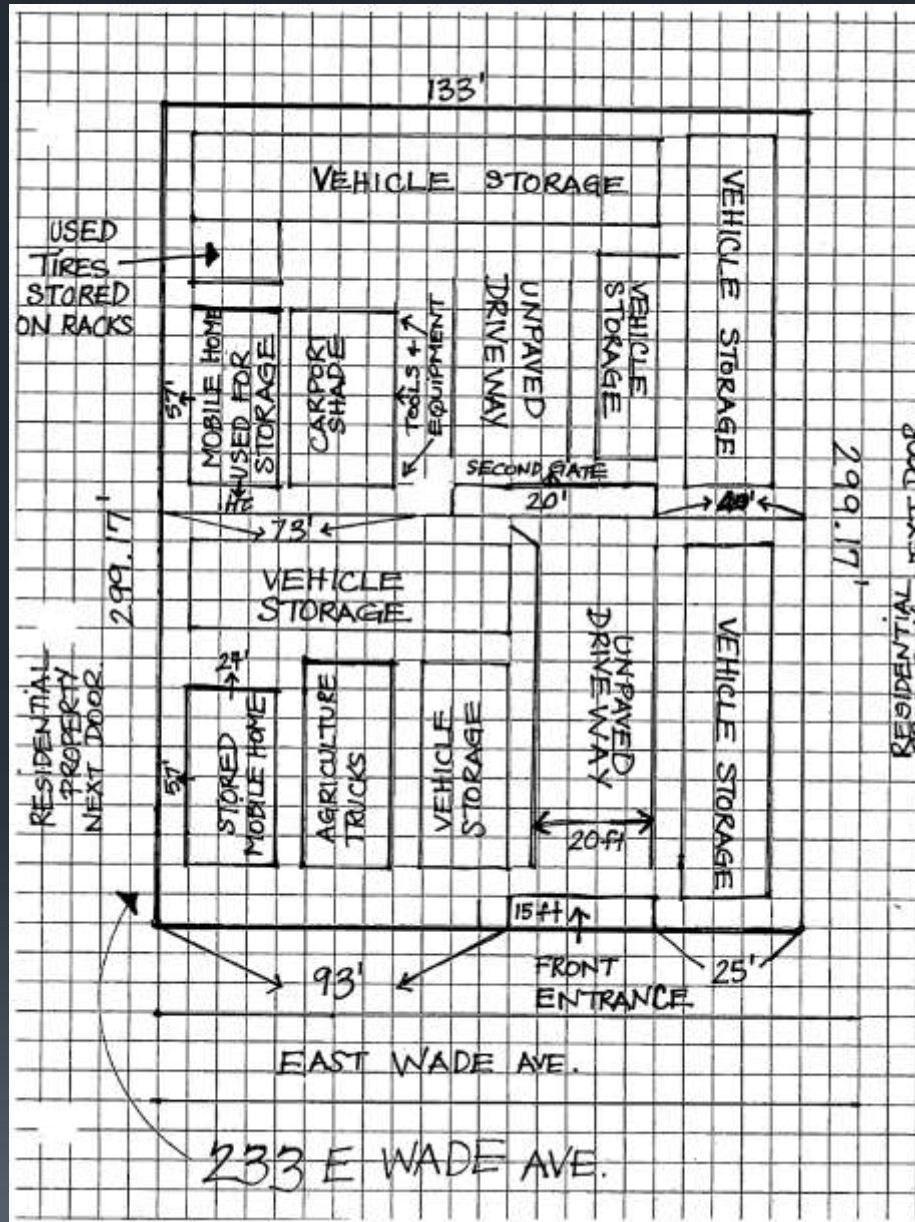 133'
VEHICLE STORAGE
VEHICLE STORAGE
USED
TIRES
STORED
ON RACKS
MOBILE HOME
USED FOR
STORAGE
57'
CARPORT
SHADE
TOOLS &
EQUIPMENT
UNPAVED
DRIVEWAY
VEHICLE
STORAGE
SECOND GATE
20'
73'
299.17'
299.17'
RESIDENTIAL
VEHICLE
STORAGE
UNPAVED
DRIVEWAY
VEHICLE STORAGE
RESIDENTIAL
PROPERTY
NEXT DOOR
57'
STORED
MOBILE HOME
AGRICULTURE
TRUCKS
VEHICLE
STORAGE
20ft
15ft
FRONT
ENTRANCE
93'
25'
EAST WADE AVE.
233 E WADE AVE.